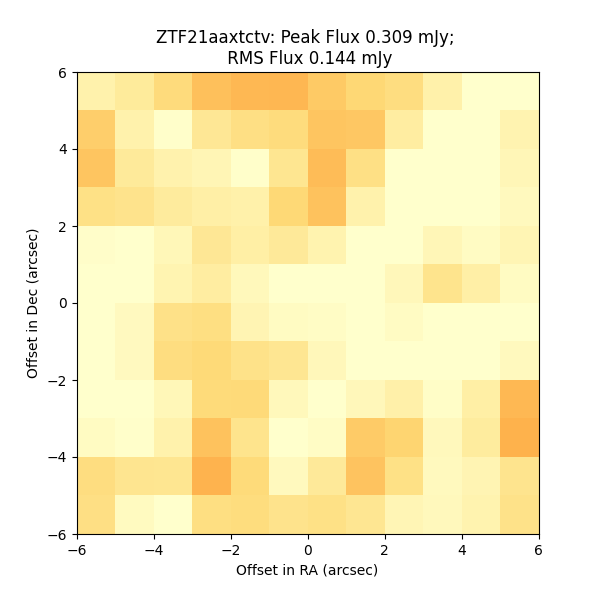 ZTF21aaxtctv: Peak Flux 0.309 mJy;
RMS Flux 0.144 mJy
6
4
2
0
−2
−4
−6
Offset in Dec (arcsec)
−6 −4 −2 0 2 4 6
Offset in RA (arcsec)